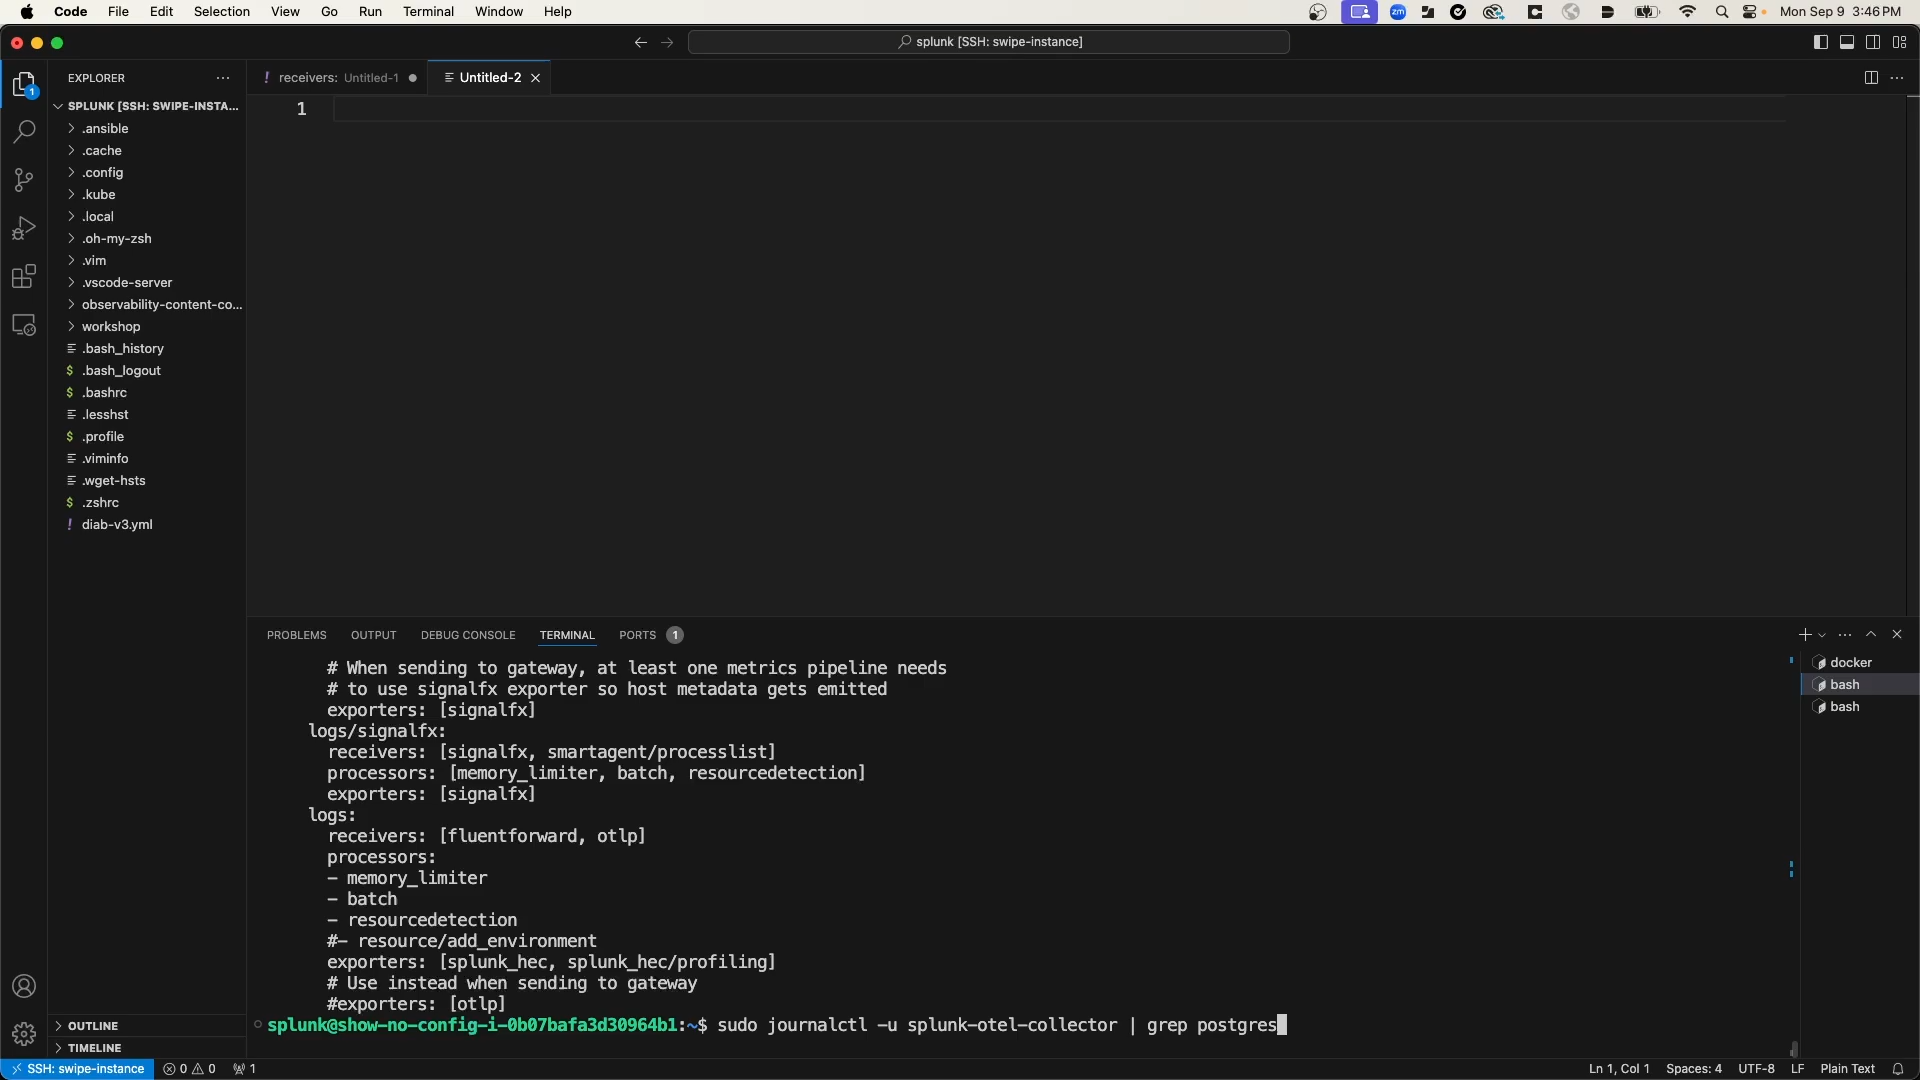 Code File Edit Selection View Go Run Terminal Window Help
zm
Mon Sep 9 3:46 PM
splunk [SSH: swipe-instance]
EXPLORER
SPLUNK [SSH: SWIPE-INSTA...
.ansible
.cache
.config
.kube
.local
.oh-my-zsh
.vim
.vscode-server
observability-content-co...
workshop
.bash_history
.bash_logout
.bashrc
.lesshst
.profile
.viminfo
.wget-hsts
.zshrc
diab-v3.yml
OUTLINE
TIMELINE
1
! receivers: Untitled-1
Untitled-2
1
PROBLEMS OUTPUT DEBUG CONSOLE TERMINAL PORTS 1
# When sending to gateway, at least one metrics pipeline needs
# to use signalfx exporter so host metadata gets emitted
exporters: [signalfx]
logs/signalfx:
receivers: [signalfx, smartagent/processlist]
processors: [memory_limiter, batch, resourcedetection]
exporters: [signalfx]
logs:
receivers: [fluentforward, otlp]
processors:
- memory_limiter
- batch
- resourcedetection
#- resource/add_environment
exporters: [splunk_hec, splunk_hec/profiling]
# Use instead when sending to gateway
#exporters: [otlp]
splunk@show-no-config-i-0b07bafa3d30964b1:~$ sudo journalctl -u splunk-otel-collector | grep postgres
docker
bash
bash
SSH: swipe-instance 0 0 1
Ln 1, Col 1 Spaces: 4 UTF-8 LF Plain Text